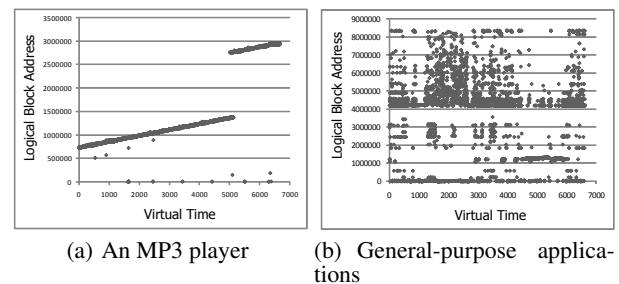 Logical Block Address
3500000
3000000
2500000
2000000
1500000
1000000
500000
0
0 1000 2000 3000 4000 5000 6000 7000
Virtual Time
(a) An MP3 player
Logical Block Address
9000000
8000000
7000000
6000000
5000000
4000000
3000000
2000000
1000000
0
0 1000 2000 3000 4000 5000 6000 7000
Virtual Time
(b) General-purpose applica-
tions